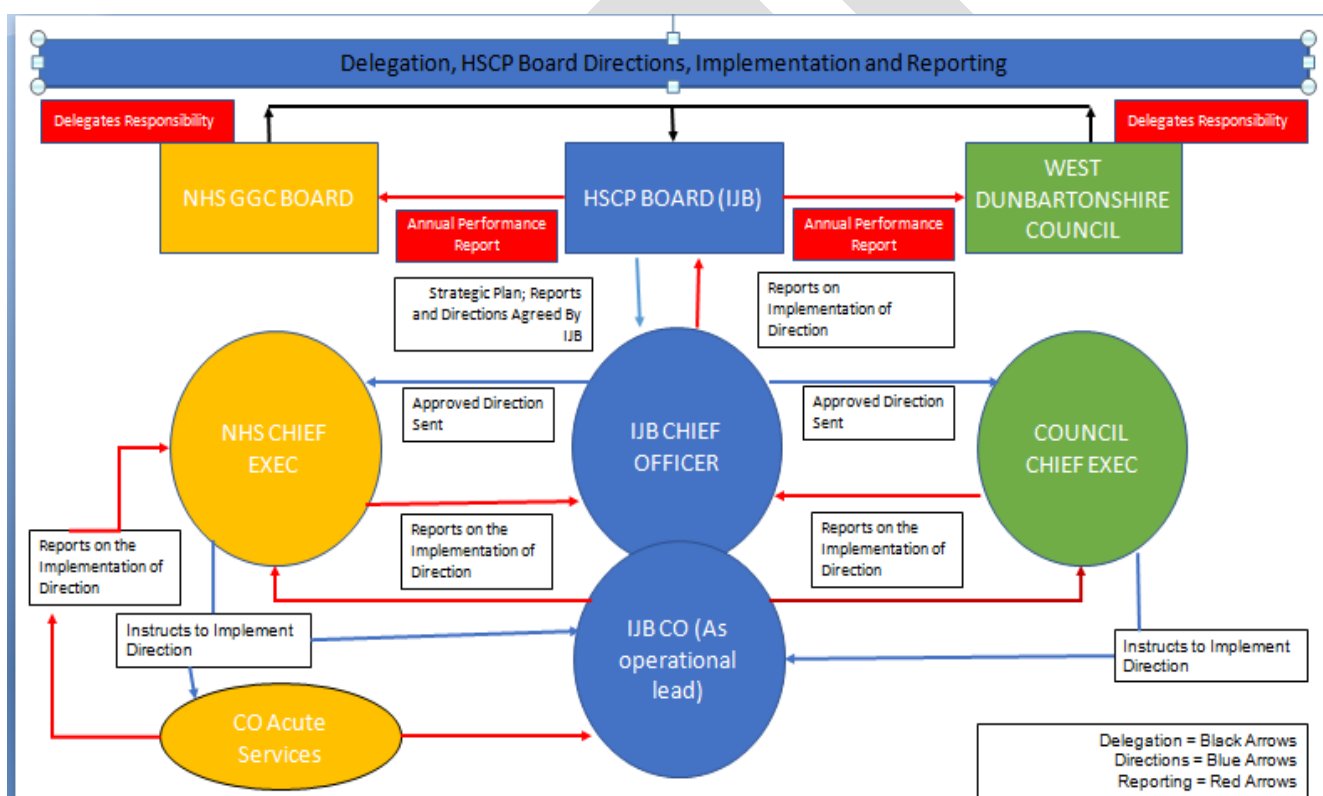 Delegation, HSCP Board Directions, Implementation and Reporting
Delegates Responsibility
Delegates Responsibility
NHS GGC BOARD
HSCP BOARD (IJB)
WEST
DUNBARTONSHIRE
COUNCIL
Annual Performance
Report
Annual Performance
Report
Strategic Plan; Reports
and Directions Agreed By
IJB
Reports on
Implementation of
Direction
NHS CHIEF
EXEC
Approved Direction
Sent
IJB CHIEF
OFFICER
Approved Direction
Sent
COUNCIL
CHIEF EXEC
Reports on the
Implementation of
Direction
Reports on the
Implementation of
Direction
Reports on the
Implementation of
Direction
Instructs to Implement
Direction
IJB CO (As
operational
lead)
Instructs to Implement
Direction
CO Acute
Services
Delegation = Black Arrows
Directions = Blue Arrows
Reporting = Red Arrows